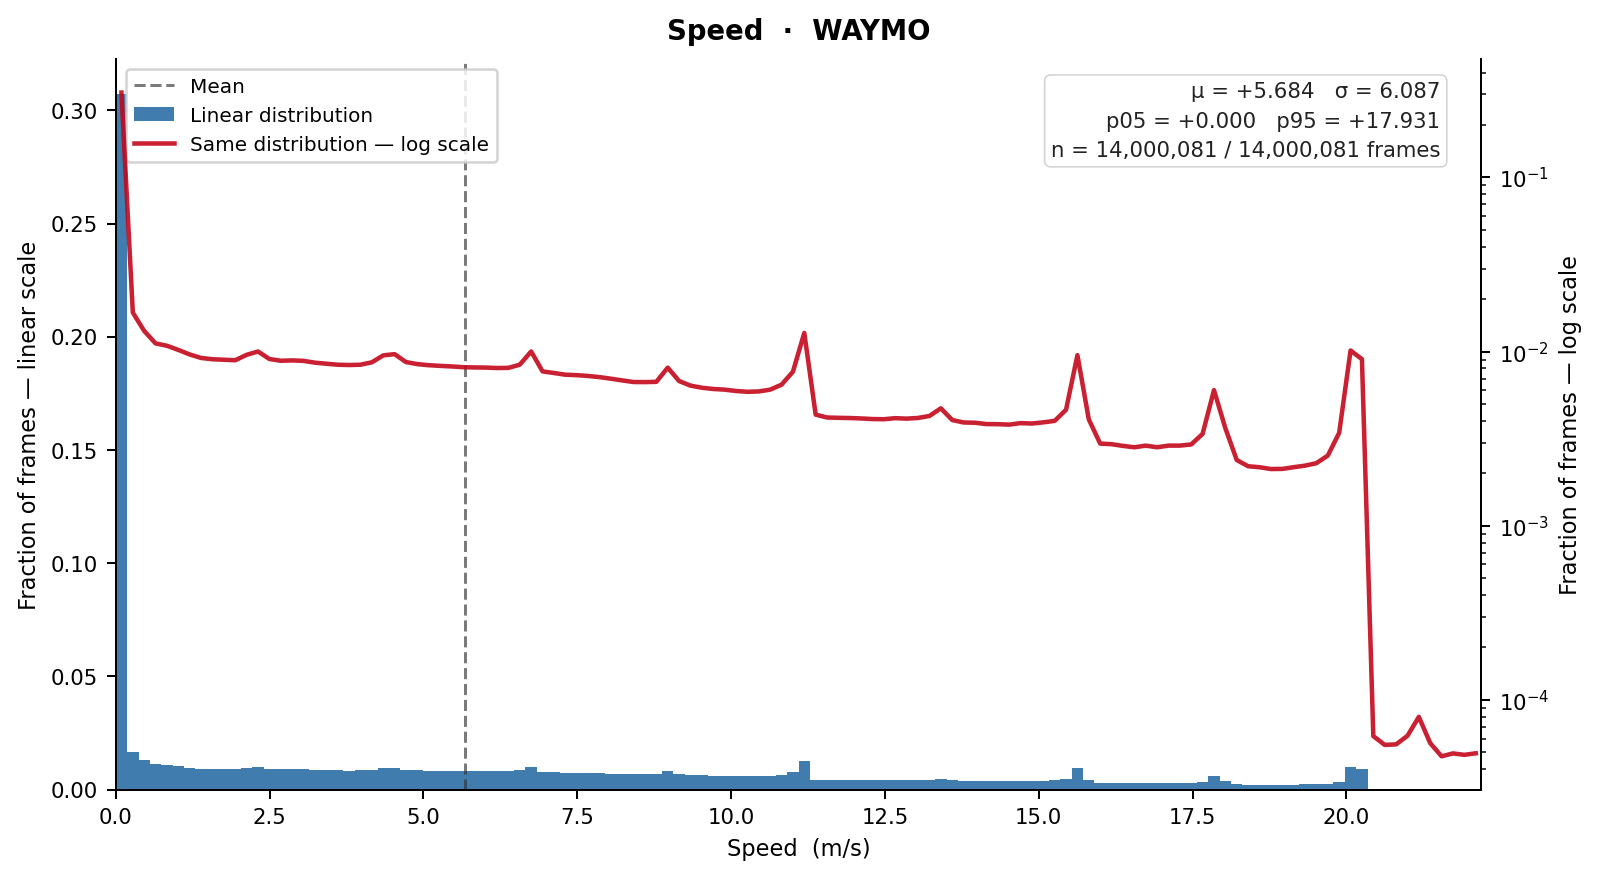 Speed · WAYMO
Mean
Linear distribution
Same distribution — log scale
μ = +5.684 σ = 6.087
p05 = +0.000 p95 = +17.931
n = 14,000,081 / 14,000,081 frames
Fraction of frames — linear scale
0.30
0.25
0.20
0.15
0.10
0.05
0.00
10⁻¹
10⁻²
10⁻³
10⁻⁴
Fraction of frames — log scale
0.0 2.5 5.0 7.5 10.0 12.5 15.0 17.5 20.0
Speed (m/s)